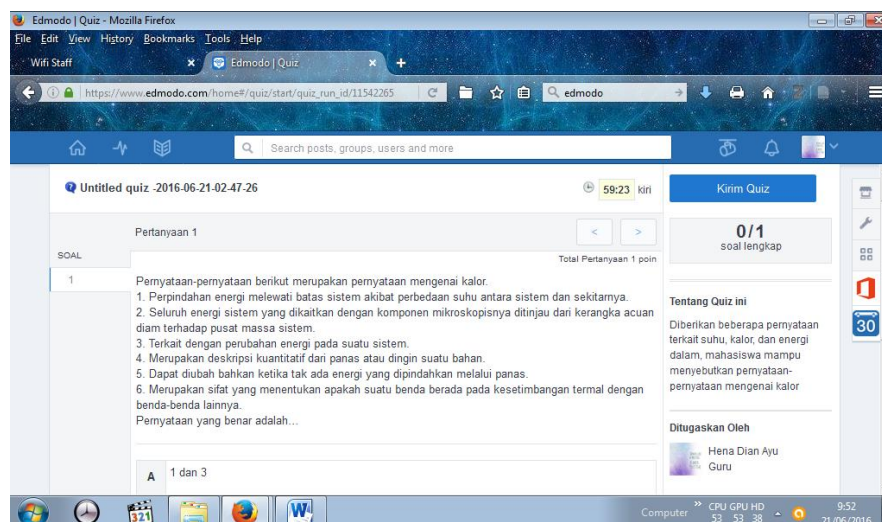 Edmodo | Quiz - Mozilla Firefox
File Edit View History Bookmarks Tools Help
Wifi Staff
Edmodo | Quiz
https://www.edmodo.com/home#/quiz/start/quiz_run_id/11542265
edmodo
Search posts, groups, users and more
Untitled quiz -2016-06-21-02-47-26
59:23 kiri
Kirim Quiz
Pertanyaan 1
< >
0/1
soal lengkap
SOAL
Total Pertanyaan 1 poin
1
Pernyataan-pernyataan berikut merupakan pernyataan mengenai kalor.
1. Perpindahan energi melewati batas sistem akibat perbedaan suhu antara sistem dan sekitarnya.
2. Seluruh energi sistem yang dikaitkan dengan komponen mikroskopisnya ditinjau dari kerangka acuan
diam terhadap pusat massa sistem.
3. Terkait dengan perubahan energi pada suatu sistem.
4. Merupakan deskripsi kuantitatif dari panas atau dingin suatu bahan.
5. Dapat diubah bahkan ketika tak ada energi yang dipindahkan melalui panas.
6. Merupakan sifat yang menentukan apakah suatu benda berada pada kesetimbangan termal dengan
benda-benda lainnya.
Pernyataan yang benar adalah...
A 1 dan 3
Tentang Quiz ini
Diberikan beberapa pernyataan
terkait suhu, kalor, dan energi
dalam, mahasiswa mampu
menyebutkan pernyataan-
pernyataan mengenai kalor
Ditugaskan Oleh
Hena Dian Ayu
Guru
30
321
Computer
CPU GPU HD
53 53 38
9:52
21/06/2016